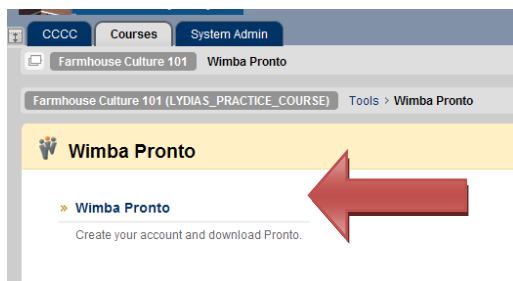 CCCC Courses System Admin
Farmhouse Culture 101 Wimba Pronto
Farmhouse Culture 101 (LYDIAS_PRACTICE_COURSE) Tools > Wimba Pronto
Wimba Pronto
» Wimba Pronto
Create your account and download Pronto.